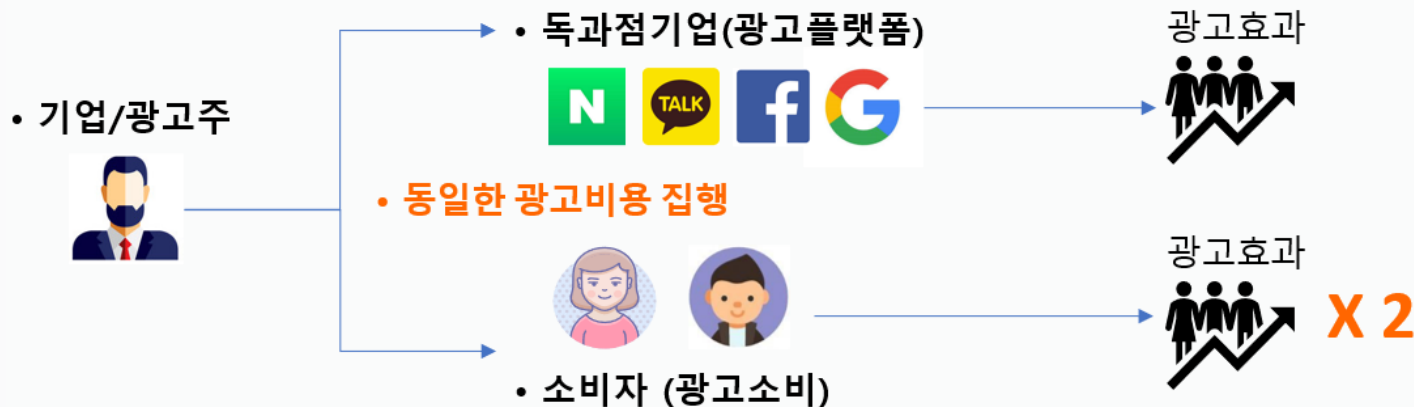 • 독과점기업(광고플랫폼)
광고효과
N
TALK
f
G
• 기업/광고주
• 동일한 광고비용 집행
광고효과
X 2
• 소비자 (광고소비)